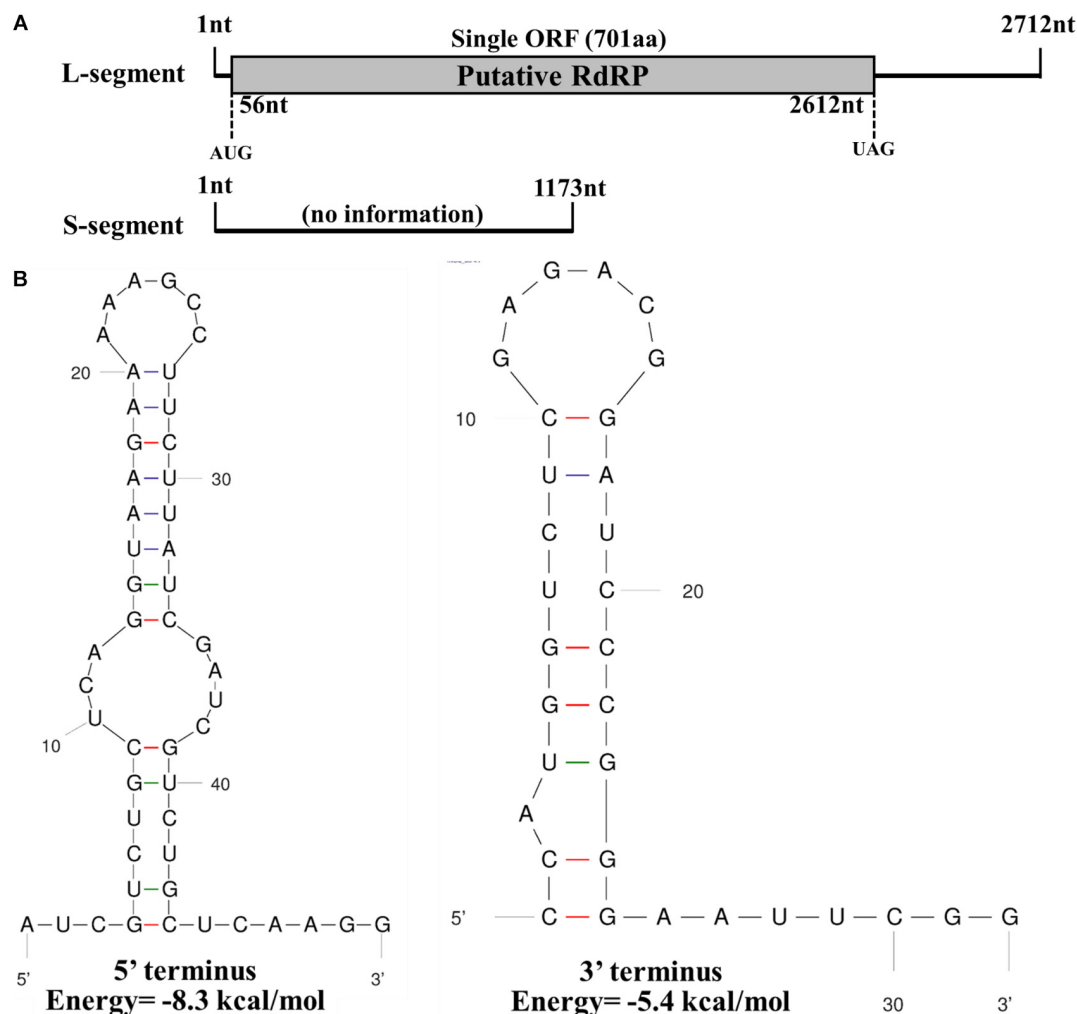 A
1nt
2712nt
Single ORF (701aa)
L-segment
Putative RdRP
56nt
2612nt
AUG
UAG
1nt
1173nt
(no information)
S-segment
B
A G
A C
A C
20 A U
A U
G C
A U 30
A U
U A
G U
G C
A G
C A
U U
10 C
C G
G U 40
U C
C U
U G
A U C G C U C A A G G
5' 3'
5’ terminus
Energy= -8.3 kcal/mol
G A
A C
G G
10 C G
U A
C U
U C 20
G C
G C
U G
A
C G
5’ C G A A U U C G G
30 3’
3’ terminus
Energy= -5.4 kcal/mol